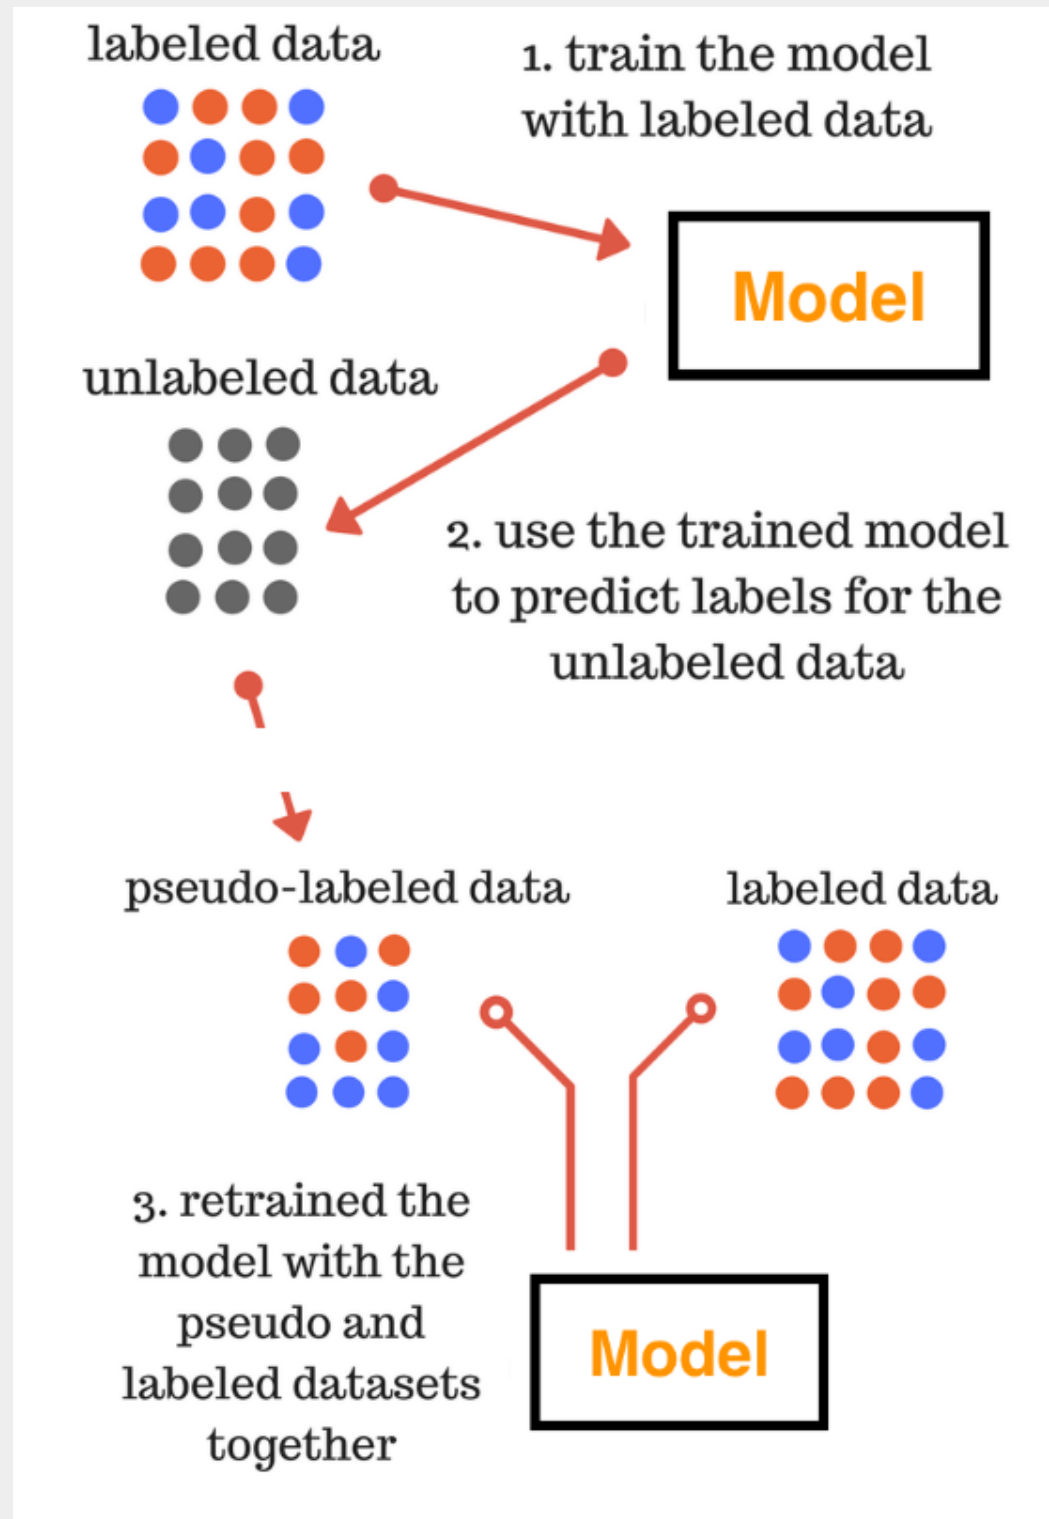 labeled data
1. train the model
with labeled data
Model
unlabeled data
2. use the trained model
to predict labels for the
unlabeled data
pseudo-labeled data
labeled data
3. retrained the
model with the
pseudo and
labeled datasets
together
Model